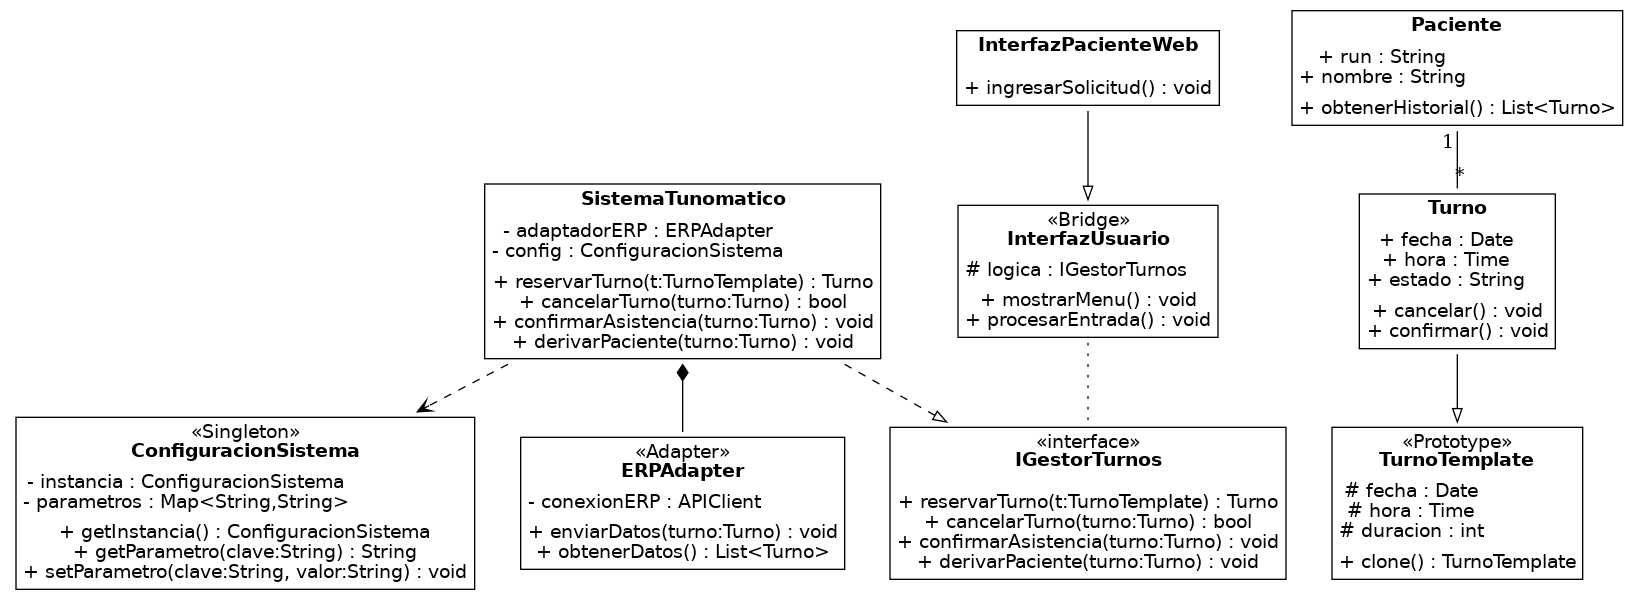 InterfazPacienteWeb
+ ingresarSolicitud() : void
Paciente
+ run : String
+ nombre : String
+ obtenerHistorial() : List<Turno>
1
*
SistemaTunomatico
- adaptadorERP : ERPAdapter
- config : ConfiguracionSistema
+ reservarTurno(t:TurnoTemplate) : Turno
+ cancelarTurno(turno:Turno) : bool
+ confirmarAsistencia(turno:Turno) : void
+ derivarPaciente(turno:Turno) : void
«Bridge»
InterfazUsuario
# logica : IGestorTurnos
+ mostrarMenu() : void
+ procesarEntrada() : void
Turno
+ fecha : Date
+ hora : Time
+ estado : String
+ cancelar() : void
+ confirmar() : void
«Singleton»
ConfiguracionSistema
- instancia : ConfiguracionSistema
- parametros : Map<String,String>
+ getInstancia() : ConfiguracionSistema
+ getParametro(clave:String) : String
+ setParametro(clave:String, valor:String) : void
«Adapter»
ERPAdapter
- conexionERP : APIClient
+ enviarDatos(turno:Turno) : void
+ obtenerDatos() : List<Turno>
«interface»
IGestorTurnos
+ reservarTurno(t:TurnoTemplate) : Turno
+ cancelarTurno(turno:Turno) : bool
+ confirmarAsistencia(turno:Turno) : void
+ derivarPaciente(turno:Turno) : void
«Prototype»
TurnoTemplate
# fecha : Date
# hora : Time
# duracion : int
+ clone() : TurnoTemplate